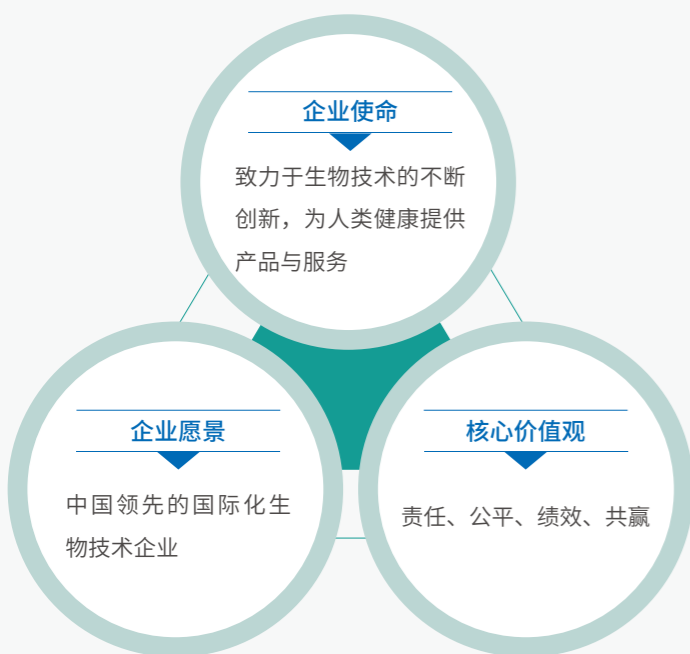 企业使命
致力于生物技术的不断
创新，为人类健康提供
产品与服务
企业愿景
中国领先的国际化生
物技术企业
核心价值观
责任、公平、绩效、共赢